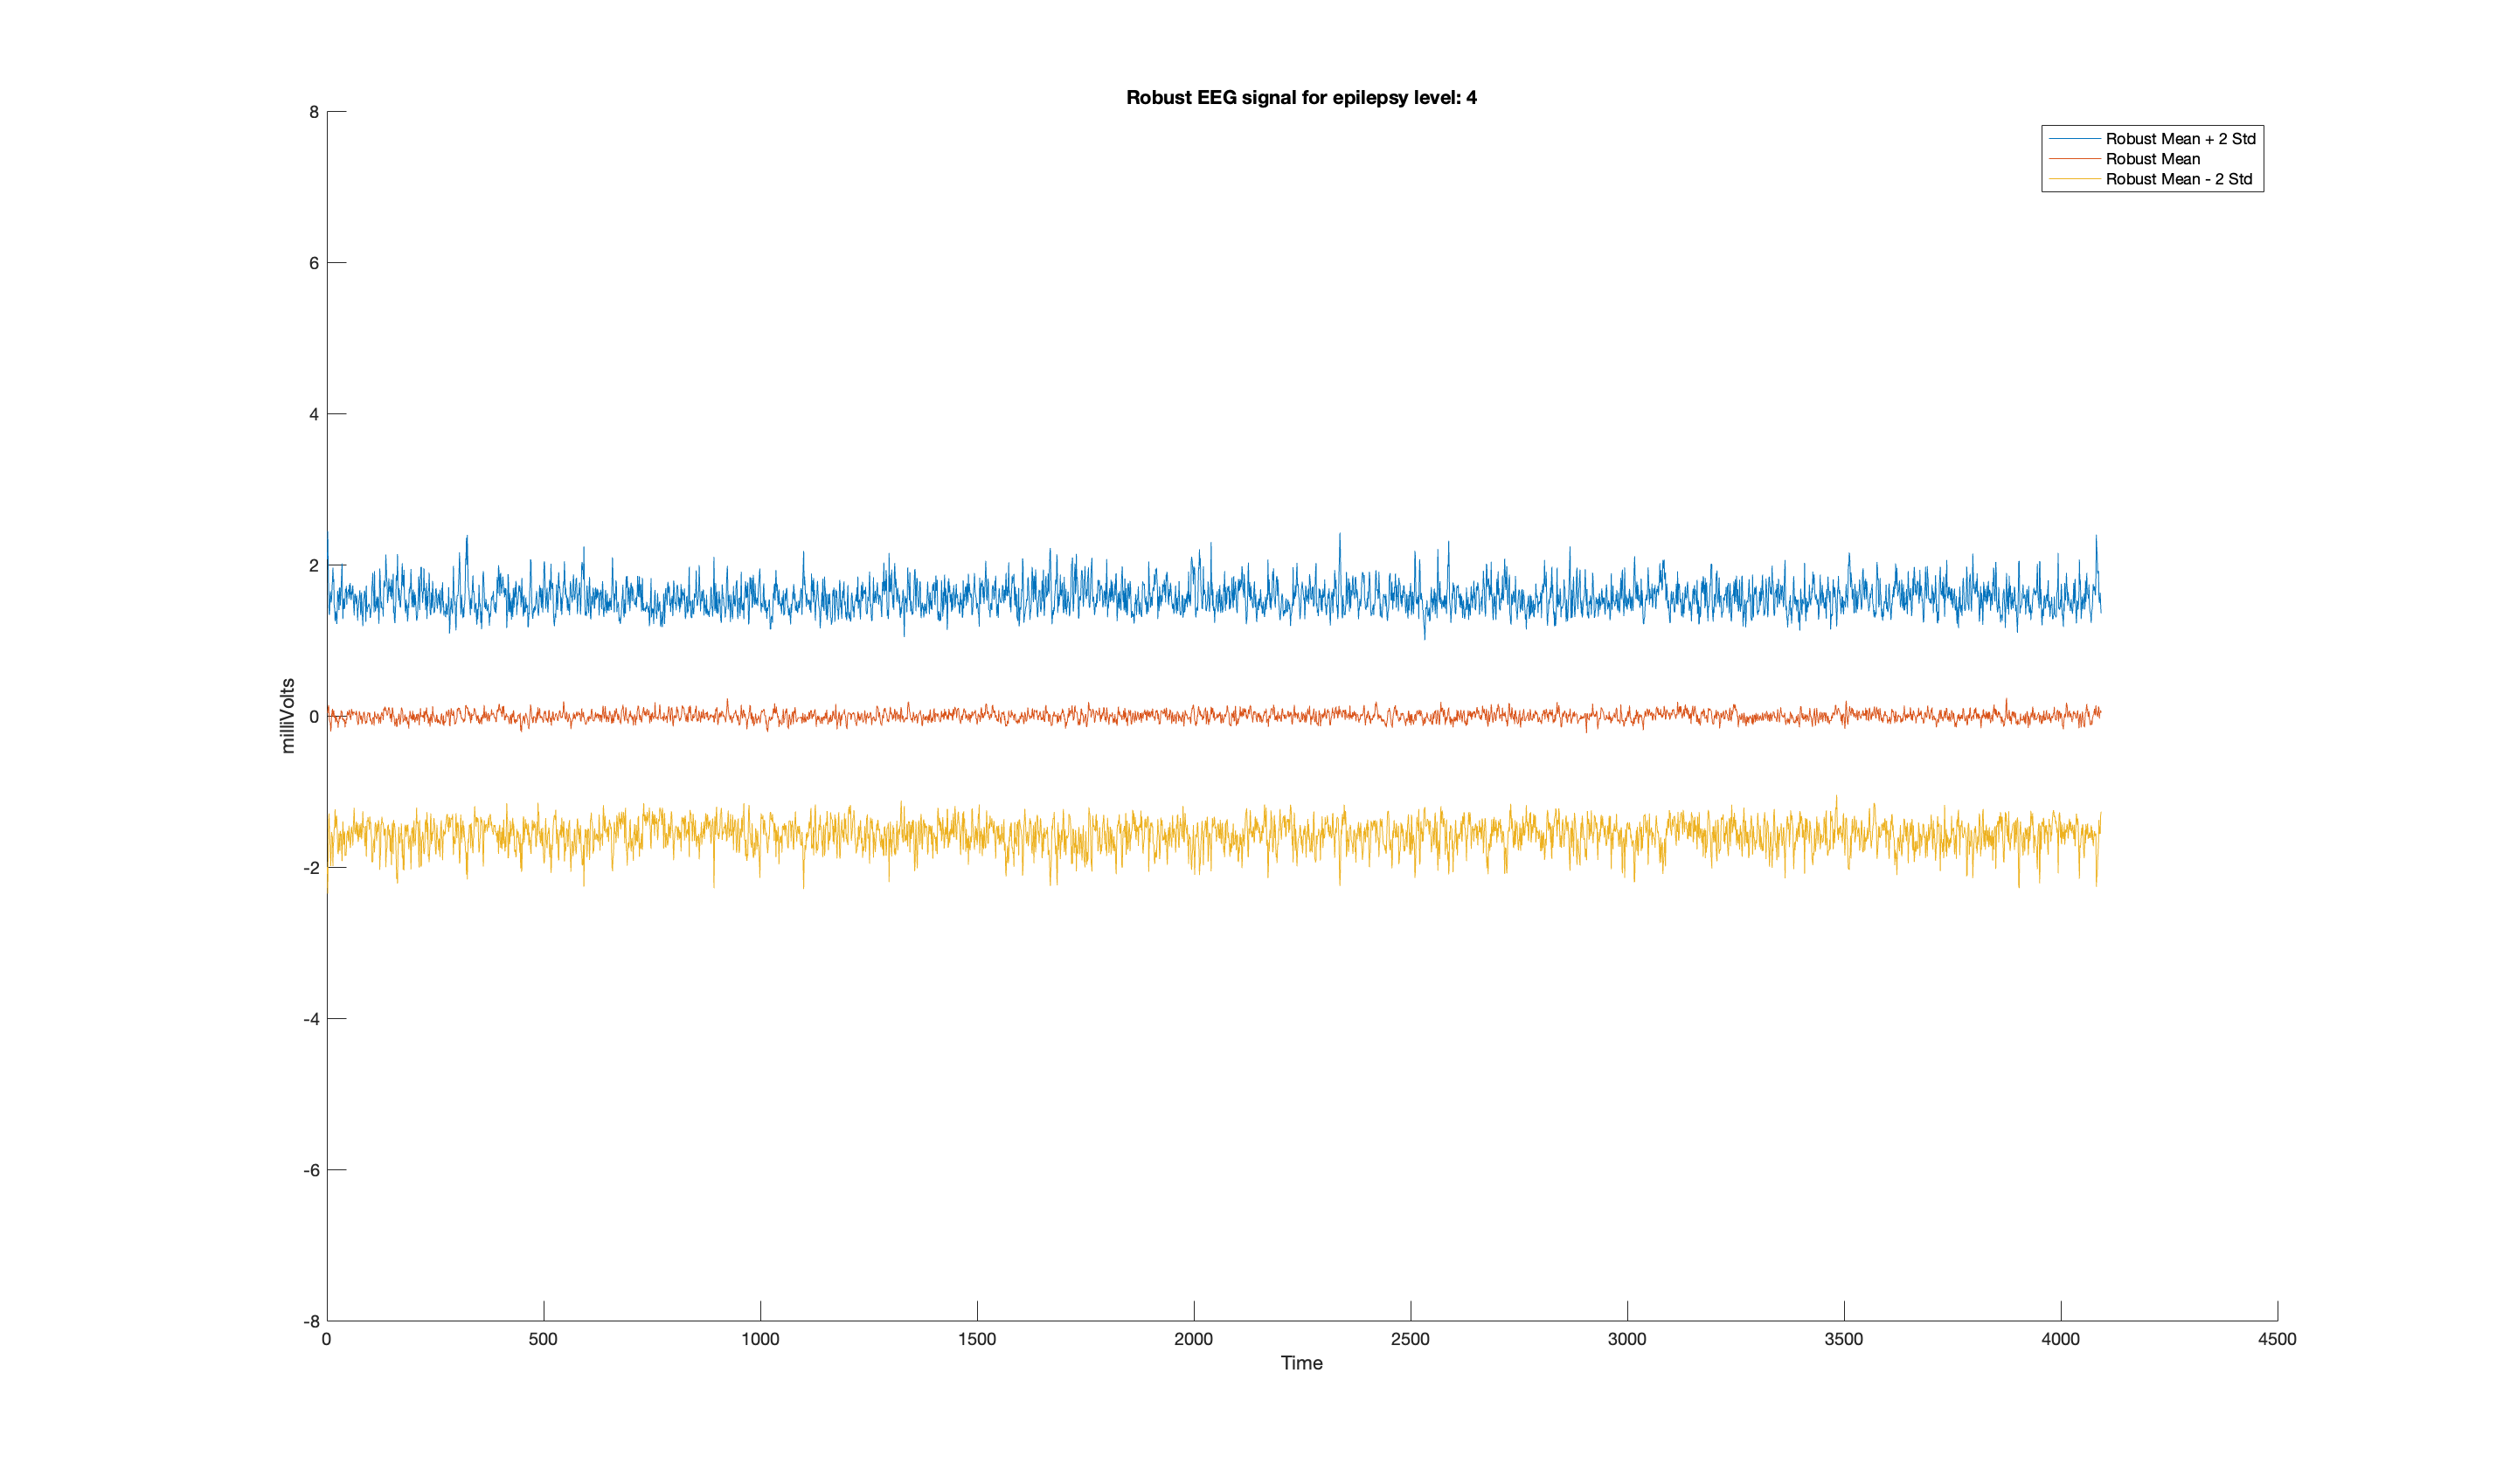 Robust EEG signal for epilepsy level: 4
Robust Mean + 2 Std
Robust Mean
Robust Mean - 2 Std
8
6
4
2
0
-2
-4
-6
-8
milliVolts
0 500 1000 1500 2000 2500 3000 3500 4000 4500
Time